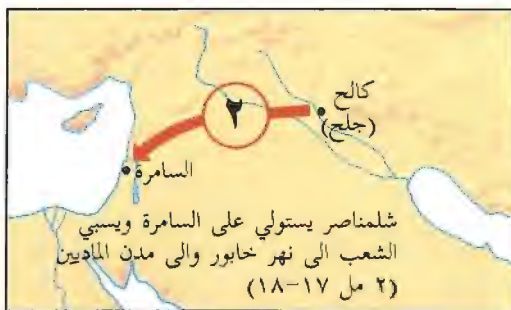 ٢
كالح
(جلح)
السامرة
شلمناصر يستولي على السامرة ويسبي
الشعب الى نهر خابور والى مدن الماديين
(٢ مل ١٧-١٨)